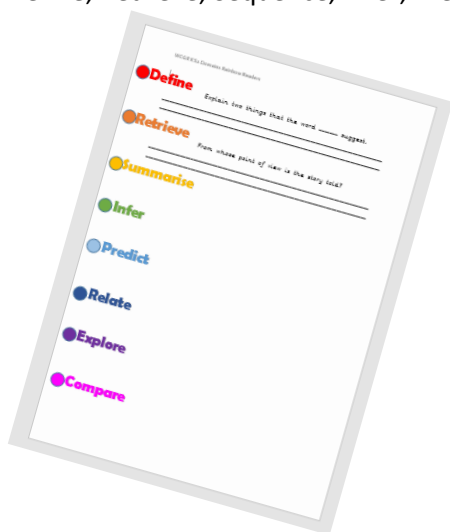 Define
Explain two things that the word _____ suggest.
Retrieve
From whose point of view is the story told?
Summarise
Infer
Predict
Relate
Explore
Compare